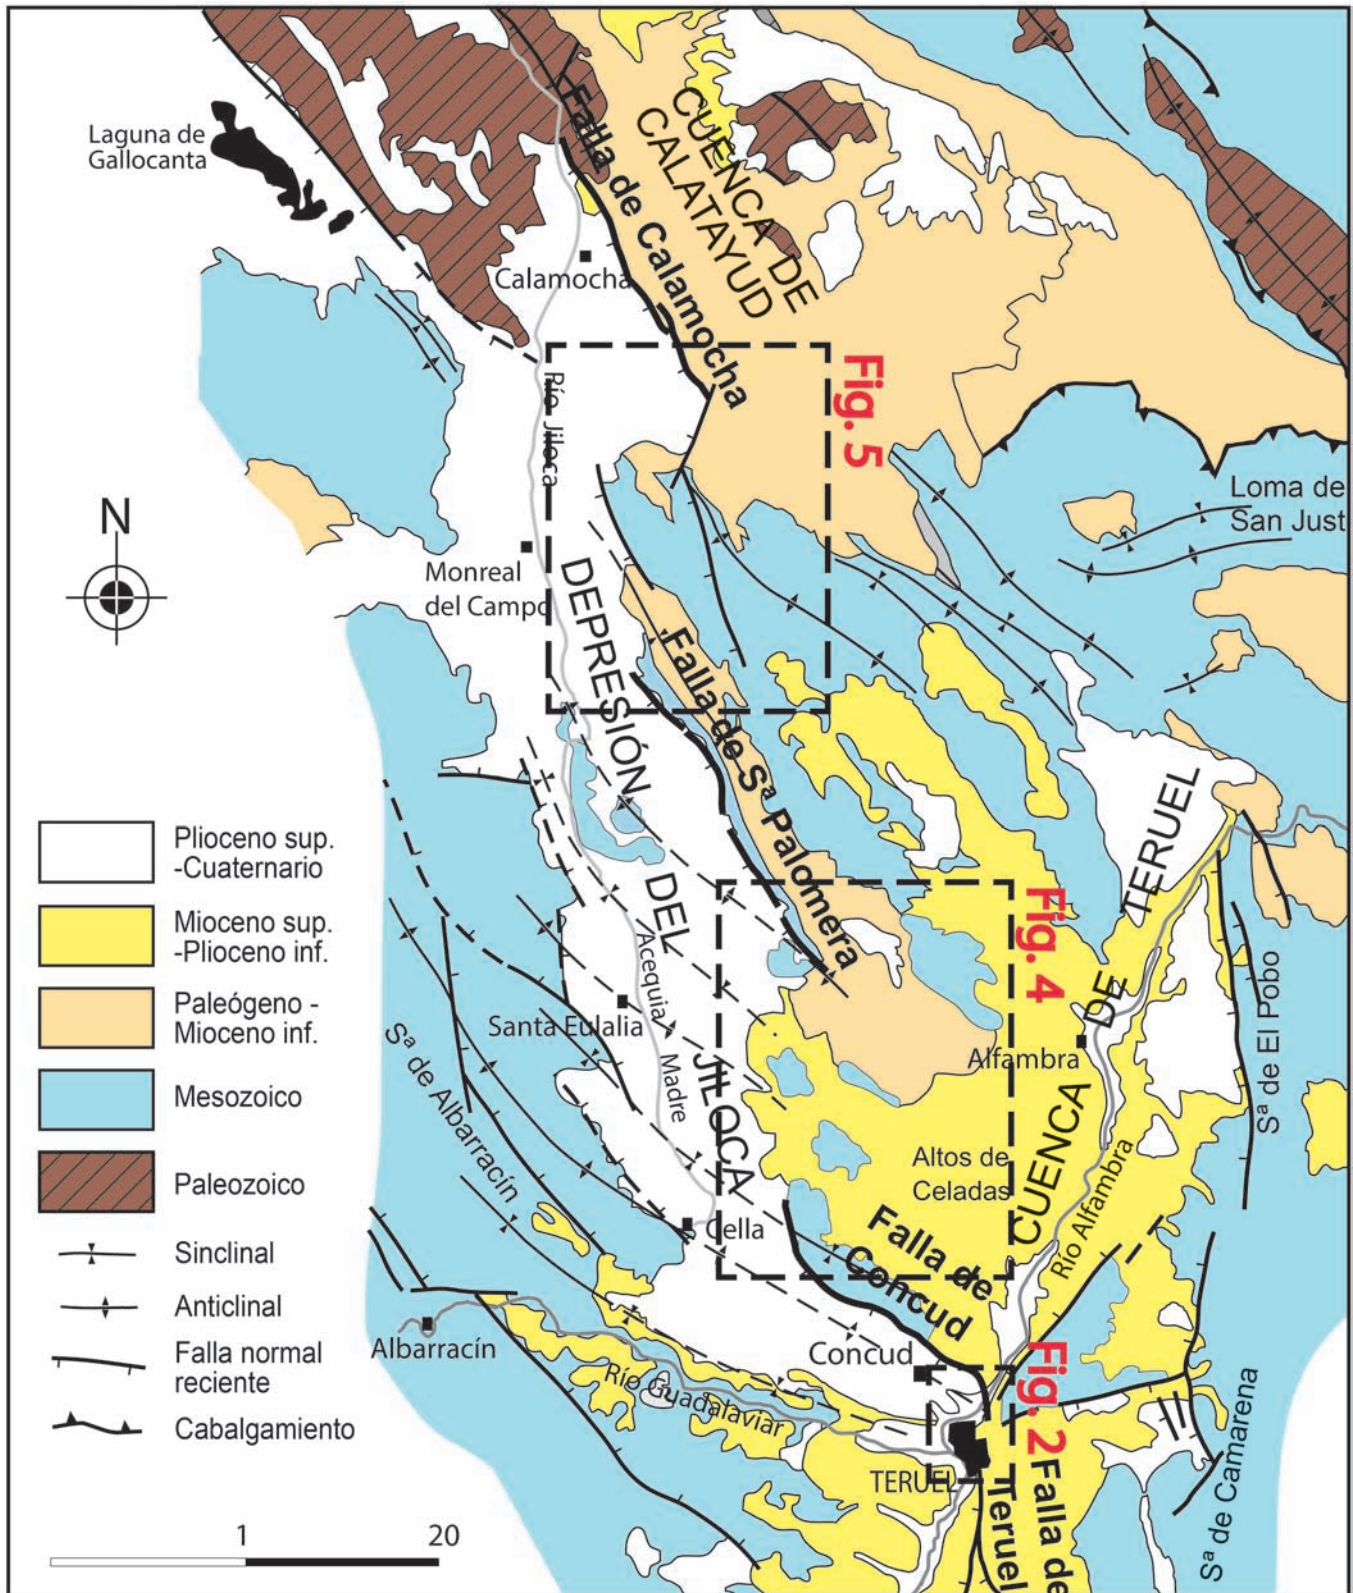 Laguna de
Gallocanta
Falla de Calamocha
CUENCA DE
CALATAYUD
Calamocha
Fig. 5
Río Jiloca
Loma de
San Just
N
Monreal
del Campo
DEPRESIÓN
DEL
JILOCA
Falla de Sª Palomera
TERUEL
DE
CUENCA
Fig. 4
Sª de El Pobo
Acequia
Madre
Santa Eulalia
Sª de Albarracín
Alfambra
Altos de
Celadas
Río Alfambra
Cella
Falla de
Concud
Albarracín
Concud
Río Guadalaviar
Fig. 2
TERUEL
Falla de
Teruel
Sª de Camarena
Plioceno sup.
-Cuaternario
Mioceno sup.
-Plioceno inf.
Paleógeno -
Mioceno inf.
Mesozoico
Paleozoico
Sinclinal
Anticlinal
Falla normal
reciente
Cabalgamiento
1 20